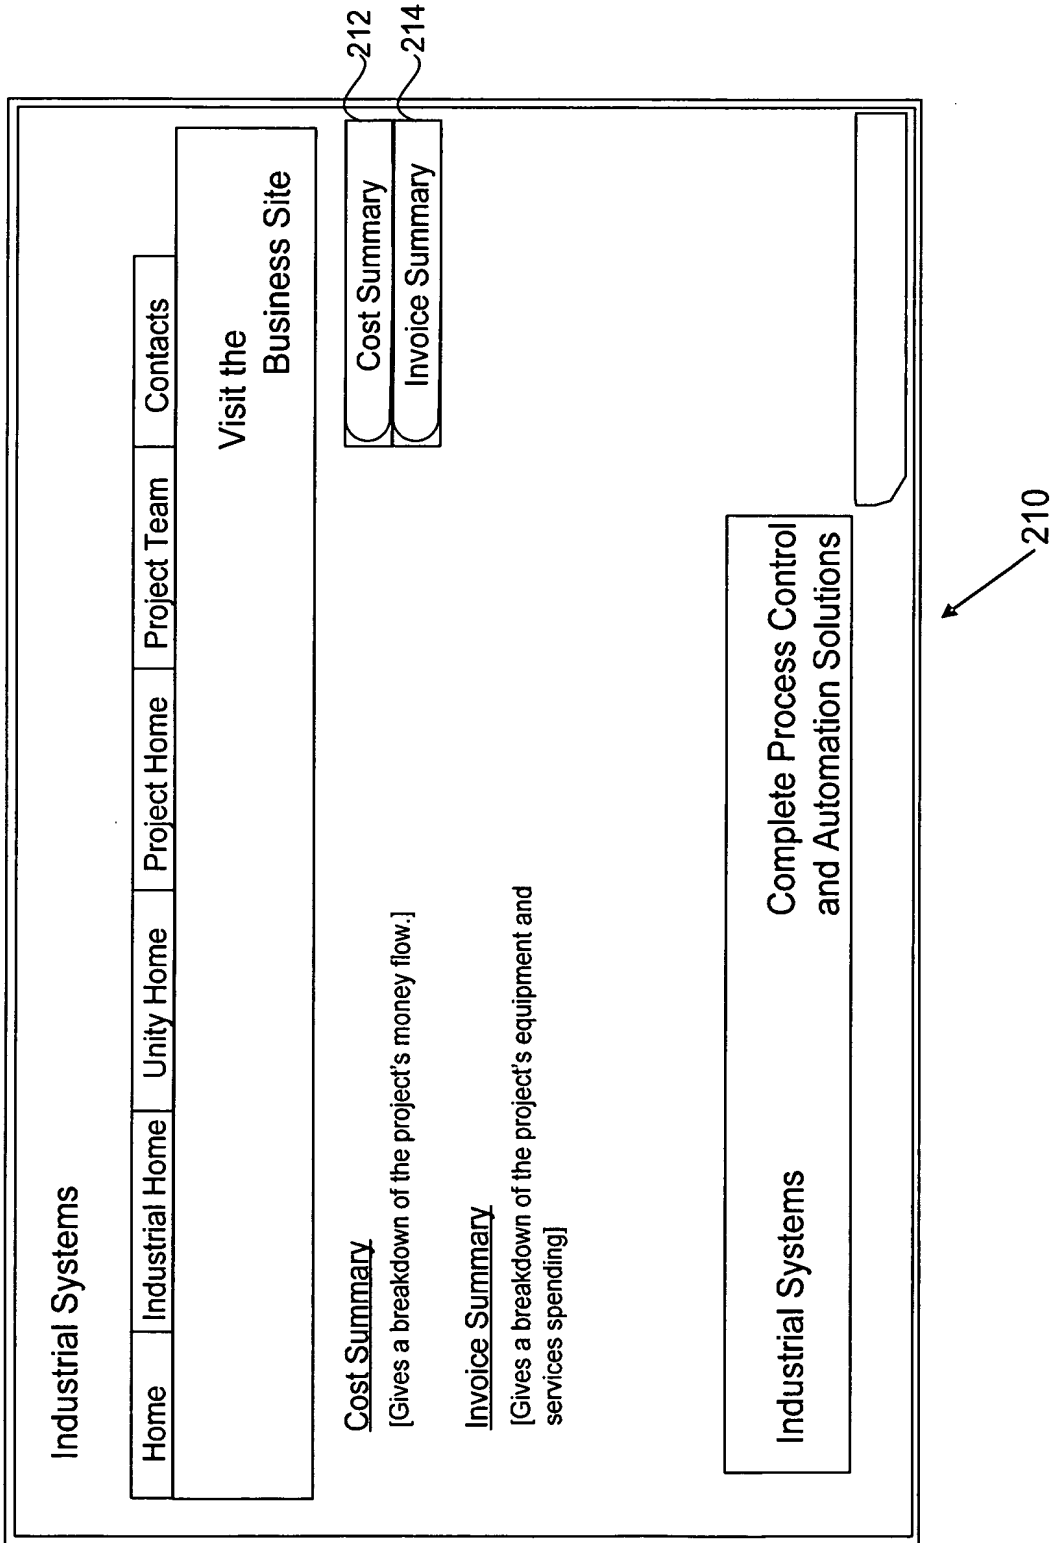 Industrial Systems
Home Industrial Home Unity Home Project Home Project Team Contacts
Visit the
Business Site
212
Cost Summary
214
Invoice Summary
Cost Summary
[Gives a breakdown of the project's money flow.]
Invoice Summary
[Gives a breakdown of the project's equipment and
services spending]
Industrial Systems
Complete Process Control
and Automation Solutions
210